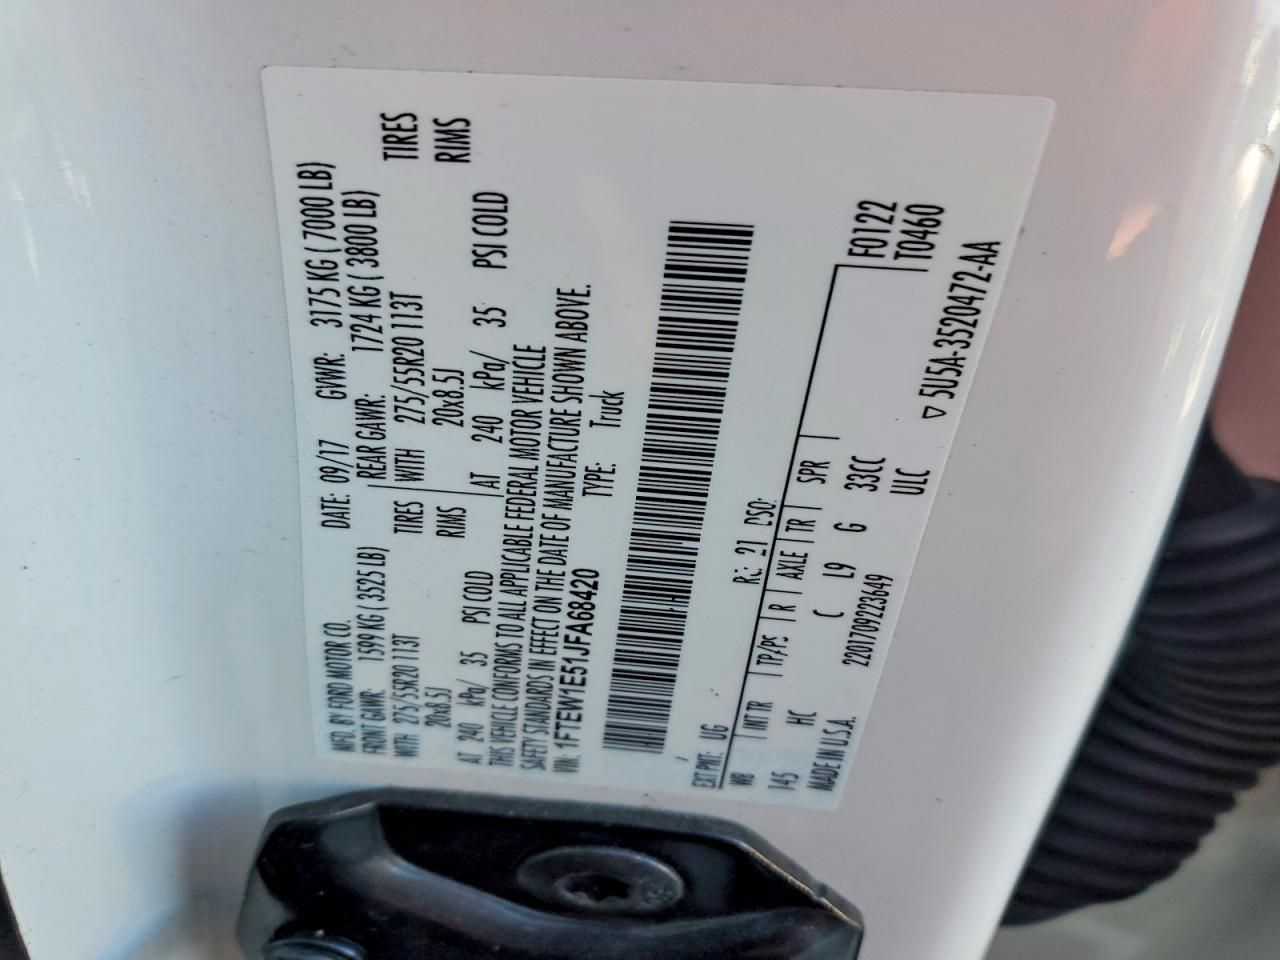 MFD. BY FORD MOTOR CO.
DATE: 09/17 GVWR: 3175 KG ( 7000 LB)
FRONT GAWR: 1599 KG ( 3525 LB) REAR GAWR: 1724 KG ( 3800 LB)
WITH 275/55R20 113T TIRES WITH 275/55R20 113T TIRES
20x8.5J RIMS 20x8.5J RIMS
AT 240 kPa/ 35 PSI COLD AT 240 kPa/ 35 PSI COLD
THIS VEHICLE CONFORMS TO ALL APPLICABLE FEDERAL MOTOR VEHICLE
SAFETY STANDARDS IN EFFECT ON THE DATE OF MANUFACTURE SHOWN ABOVE.
VIN: 1FTEW1E51JFA68420 TYPE: Truck
F0122
T0460
EXT PNT: UG RC: 21 DSO:
WB INT TR TP/PS R AXLE TR SPR
145 HC C L9 G 33CC
MADE IN U.S.A. 2201709223649 ULC
▽ 5U5A-3520472-AA